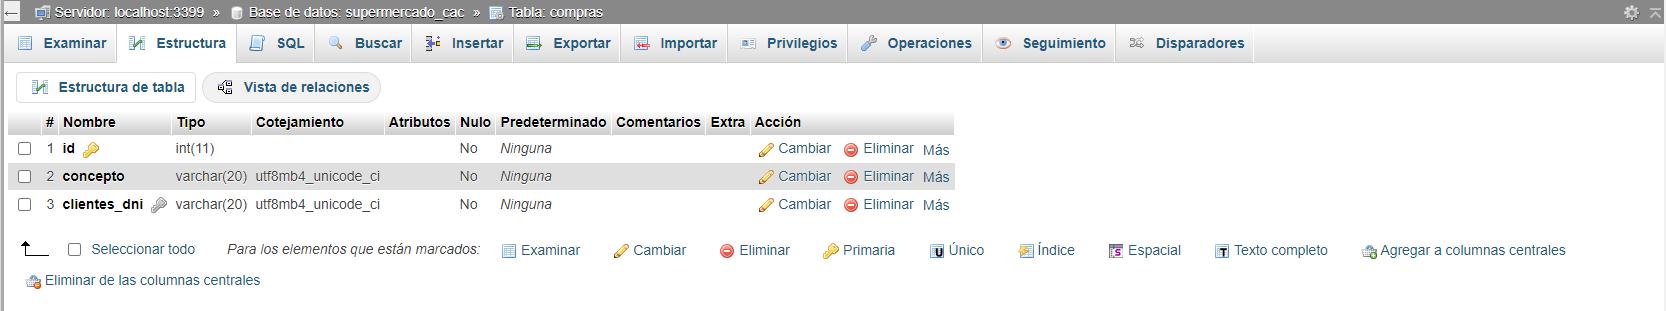 Servidor: localhost:3399 » Base de datos: supermercado_cac » Tabla: compras
Examinar Estructura SQL Buscar Insertar Exportar Importar Privilegios Operaciones Seguimiento Disparadores
Estructura de tabla Vista de relaciones
# Nombre Tipo Cotejamiento Atributos Nulo Predeterminado Comentarios Extra Acción
1 id int(11) No Ninguna Cambiar Eliminar Más
2 concepto varchar(20) utf8mb4_unicode_ci No Ninguna Cambiar Eliminar Más
3 clientes_dni varchar(20) utf8mb4_unicode_ci No Ninguna Cambiar Eliminar Más
Seleccionar todo Para los elementos que están marcados: Examinar Cambiar Eliminar Primaria Único Índice Espacial Texto completo Agregar a columnas centrales
Eliminar de las columnas centrales